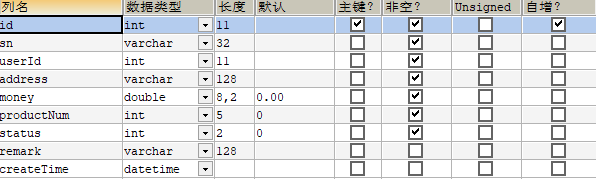 列名 数据类型 长度 默认 主键? 非空? Unsigned 自增?
id int 11
sn varchar 32
userId int 11
address varchar 128
money double 8,2 0.00
productNum int 5 0
status int 2 0
remark varchar 128
createTime datetime